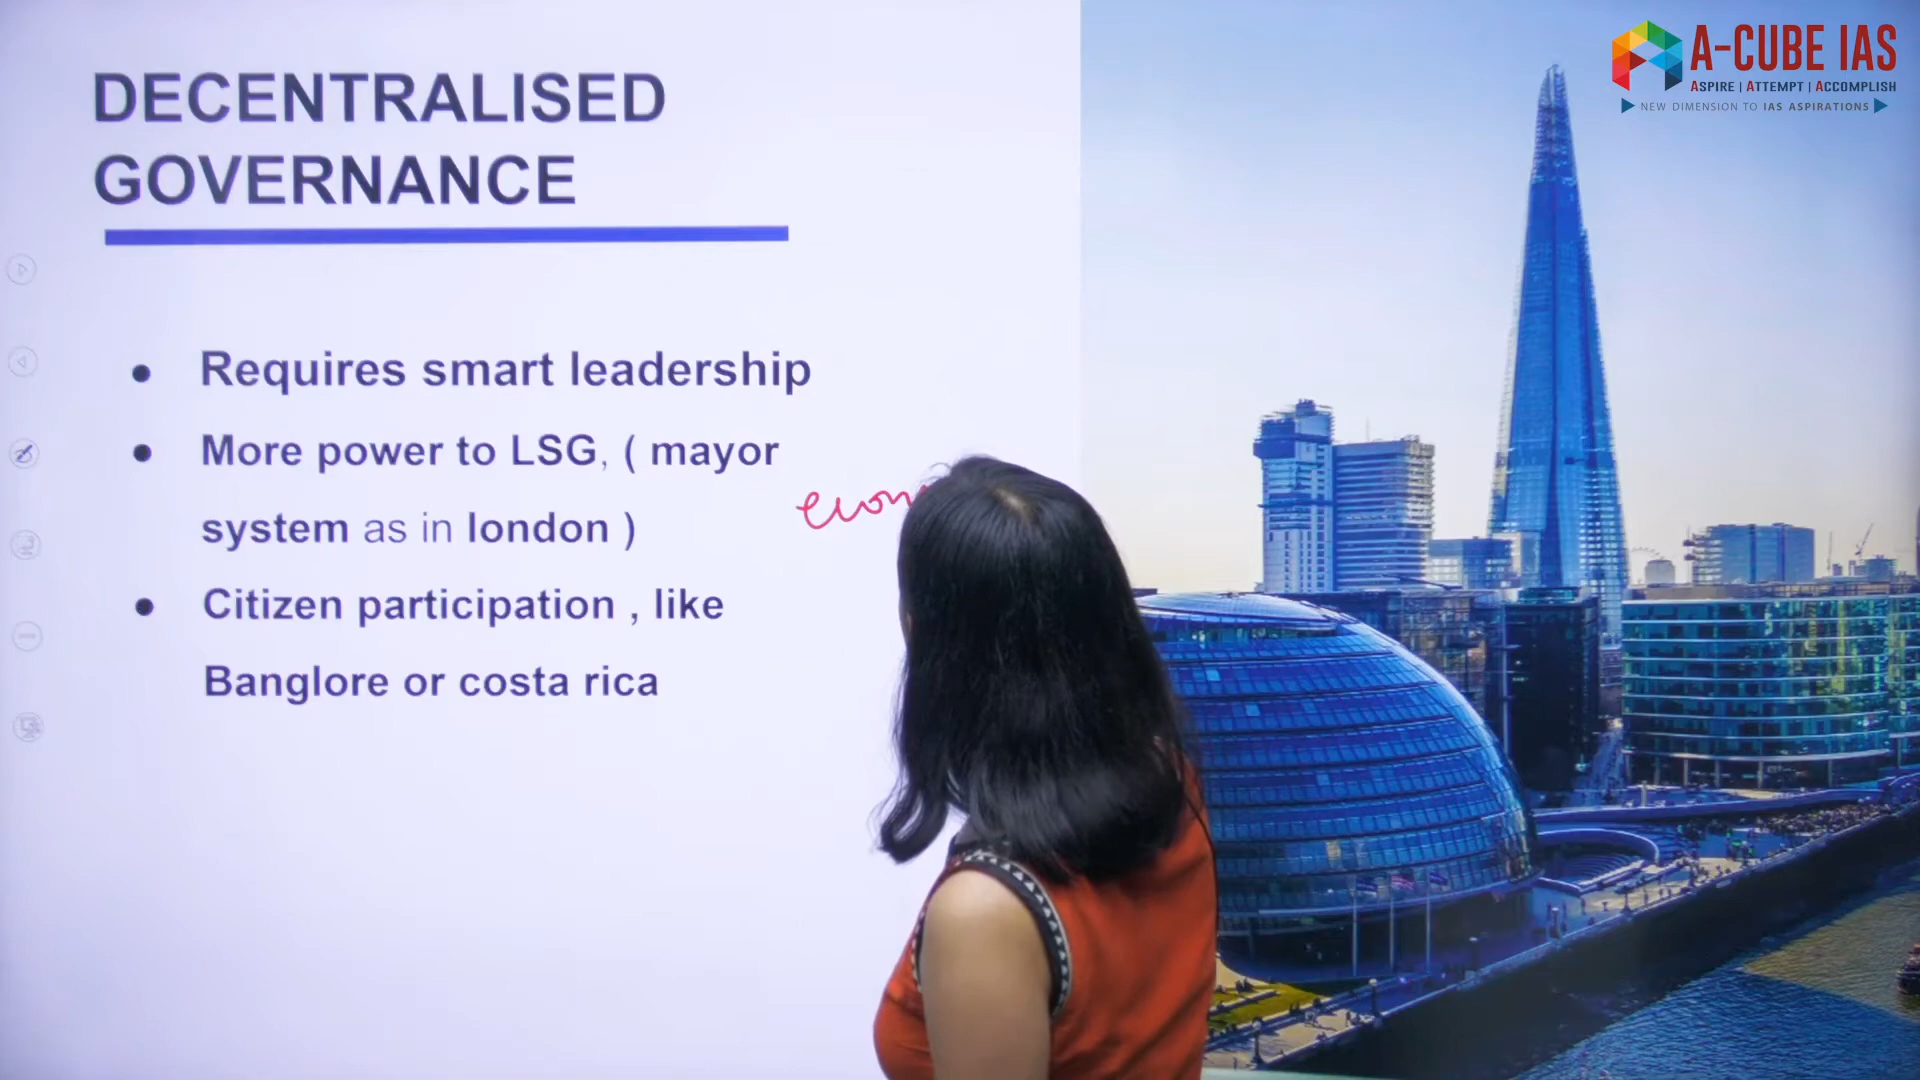 A-CUBE IAS
ASPIRE | ATTEMPT | ACCOMPLISH
NEW DIMENSION TO IAS ASPIRATIONS
DECENTRALISED
GOVERNANCE
● Requires smart leadership
● More power to LSG, ( mayor
system as in london )
● Citizen participation , like
Banglore or costa rica